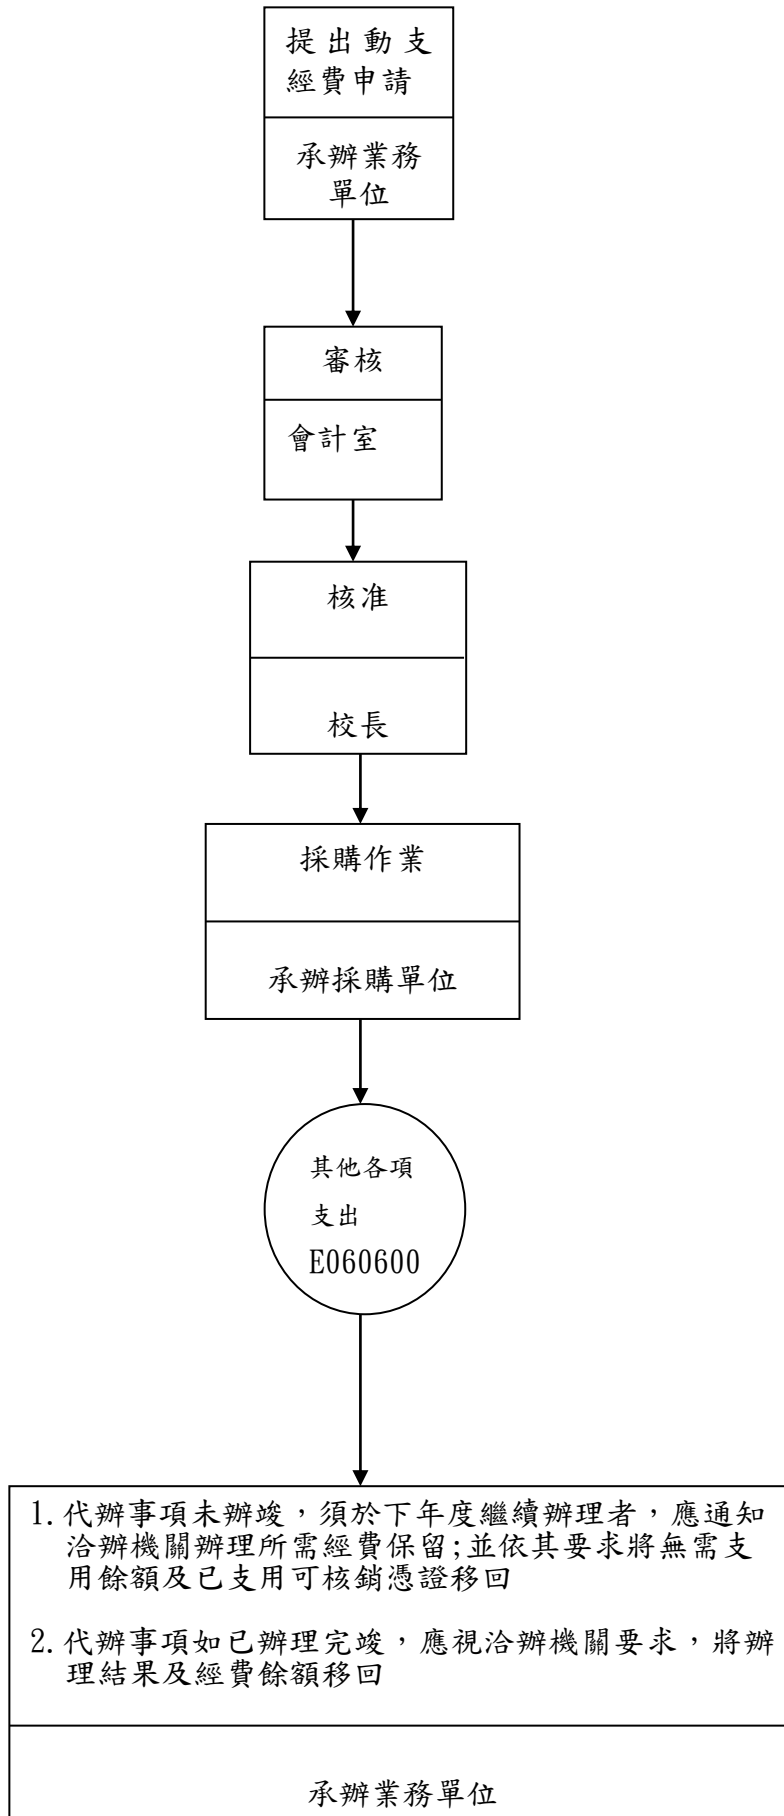 提出動支
經費申請
承辦業務
單位
審核
會計室
核准
校長
採購作業
承辦採購單位
其他各項
支出
E060600
1.代辦事項未辦竣，須於下年度繼續辦理者，應通知
洽辦機關辦理所需經費保留;並依其要求將無需支
用餘額及已支用可核銷憑證移回
2.代辦事項如已辦理完竣，應視洽辦機關要求，將辦
理結果及經費餘額移回
承辦業務單位